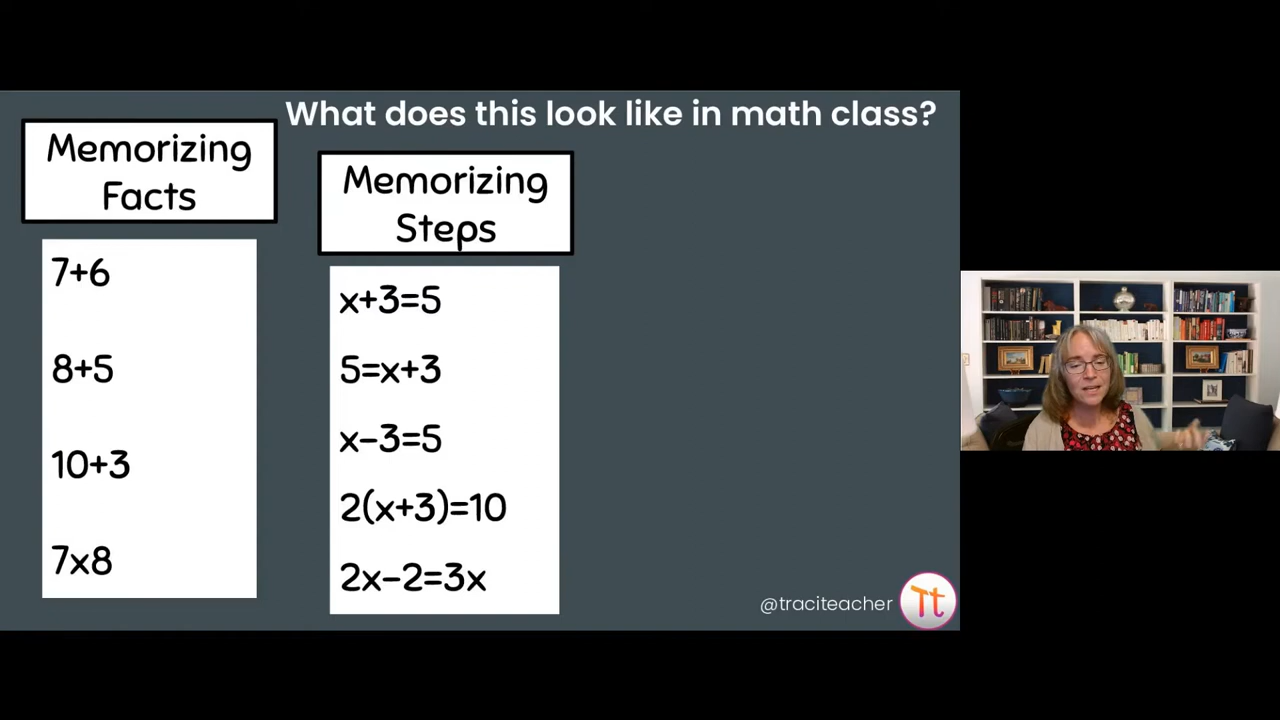 What does this look like in math class?
Memorizing
Facts
7+6
8+5
10+3
7x8
Memorizing
Steps
x+3=5
5=x+3
x-3=5
2(x+3)=10
2x-2=3x
@traciteacher
Tt